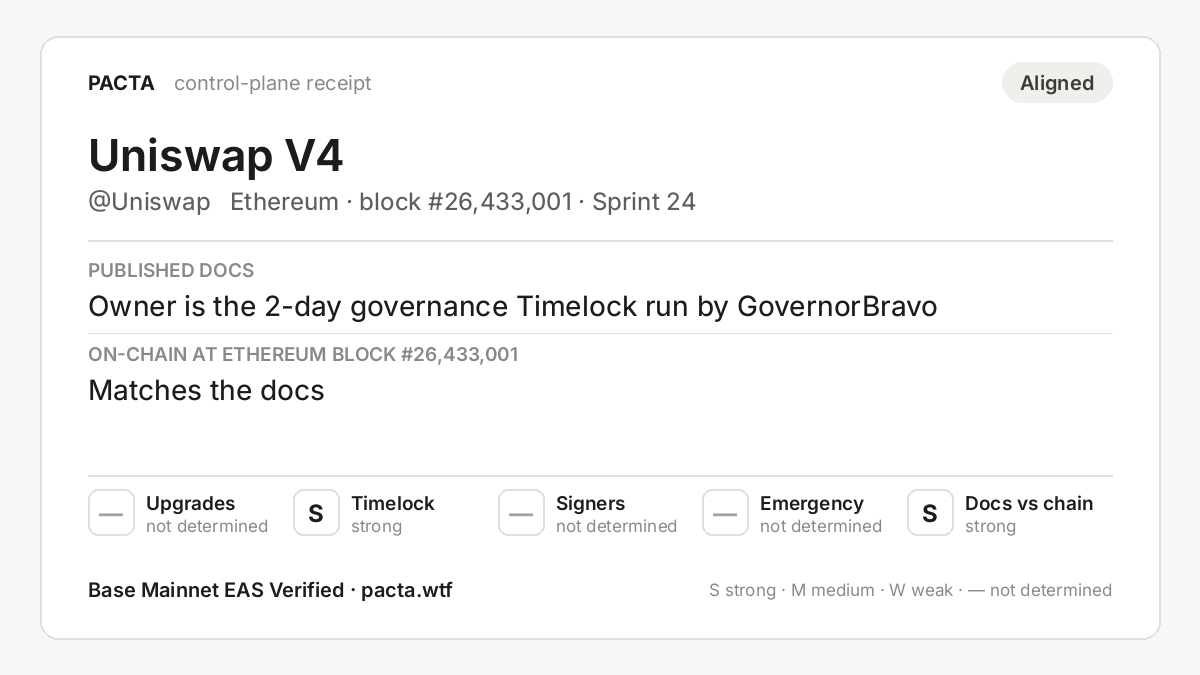 PACTA control-plane receipt Aligned
Uniswap V4
@Uniswap Ethereum · block #26,433,001 · Sprint 24
PUBLISHED DOCS
Owner is the 2-day governance Timelock run by GovernorBravo
ON-CHAIN AT ETHEREUM BLOCK #26,433,001
Matches the docs
— Upgrades not determined
S Timelock strong
— Signers not determined
— Emergency not determined
S Docs vs chain strong
Base Mainnet EAS Verified · pacta.wtf
S strong · M medium · W weak · — not determined